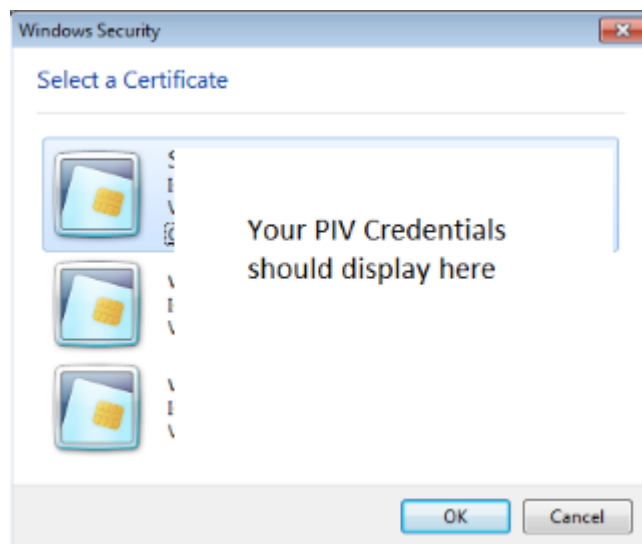 Windows Security
Select a Certificate
Your PIV Credentials
should display here
OK
Cancel